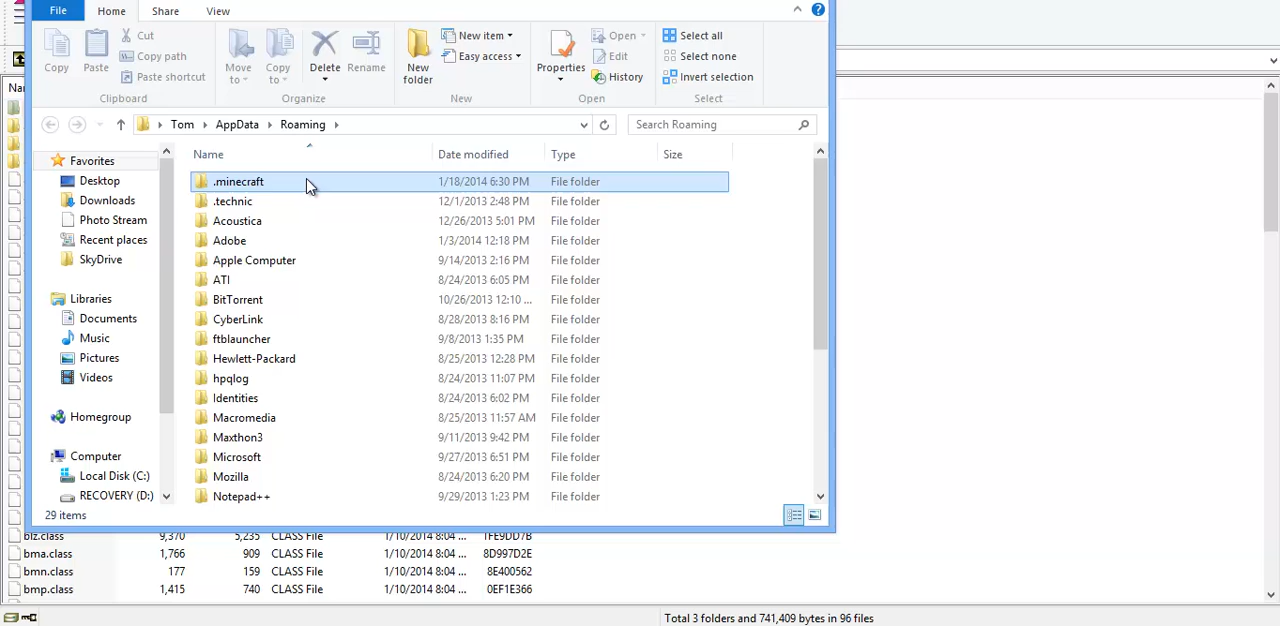 File Home Share View
Copy Paste Cut Copy path Paste shortcut
Move to Copy to Delete Rename
New folder New item Easy access
Properties Open Edit History
Select all Select none Invert selection
Clipboard Organize New Open Select
Tom AppData Roaming Search Roaming
Name Date modified Type Size
Favorites
Desktop
Downloads
Photo Stream
Recent places
SkyDrive
Libraries
Documents
Music
Pictures
Videos
Homegroup
Computer
Local Disk (C:)
RECOVERY (D:)
.minecraft 1/18/2014 6:30 PM File folder
.technic 12/1/2013 2:48 PM File folder
Acoustica 12/26/2013 5:01 PM File folder
Adobe 1/3/2014 12:18 PM File folder
Apple Computer 9/14/2013 2:16 PM File folder
ATI 8/24/2013 6:05 PM File folder
BitTorrent 10/26/2013 12:10 ... File folder
CyberLink 8/28/2013 8:16 PM File folder
ftblauncher 9/8/2013 1:35 PM File folder
Hewlett-Packard 8/25/2013 12:28 PM File folder
hpqlog 8/24/2013 11:07 PM File folder
Identities 8/24/2013 6:02 PM File folder
Macromedia 8/25/2013 11:57 AM File folder
Maxthon3 9/11/2013 9:42 PM File folder
Microsoft 9/27/2013 6:51 PM File folder
Mozilla 8/24/2013 6:20 PM File folder
Notepad++ 9/29/2013 1:23 PM File folder
29 items
blz.class 9,370 5,235 CLASS File 1/10/2014 8:04 ... 1FE9DD7B
bma.class 1,766 909 CLASS File 1/10/2014 8:04 ... 8D997D2E
bmn.class 177 159 CLASS File 1/10/2014 8:04 ... 8E400562
bmp.class 1,415 740 CLASS File 1/10/2014 8:04 ... 0EF1E366
Total 3 folders and 741,409 bytes in 96 files